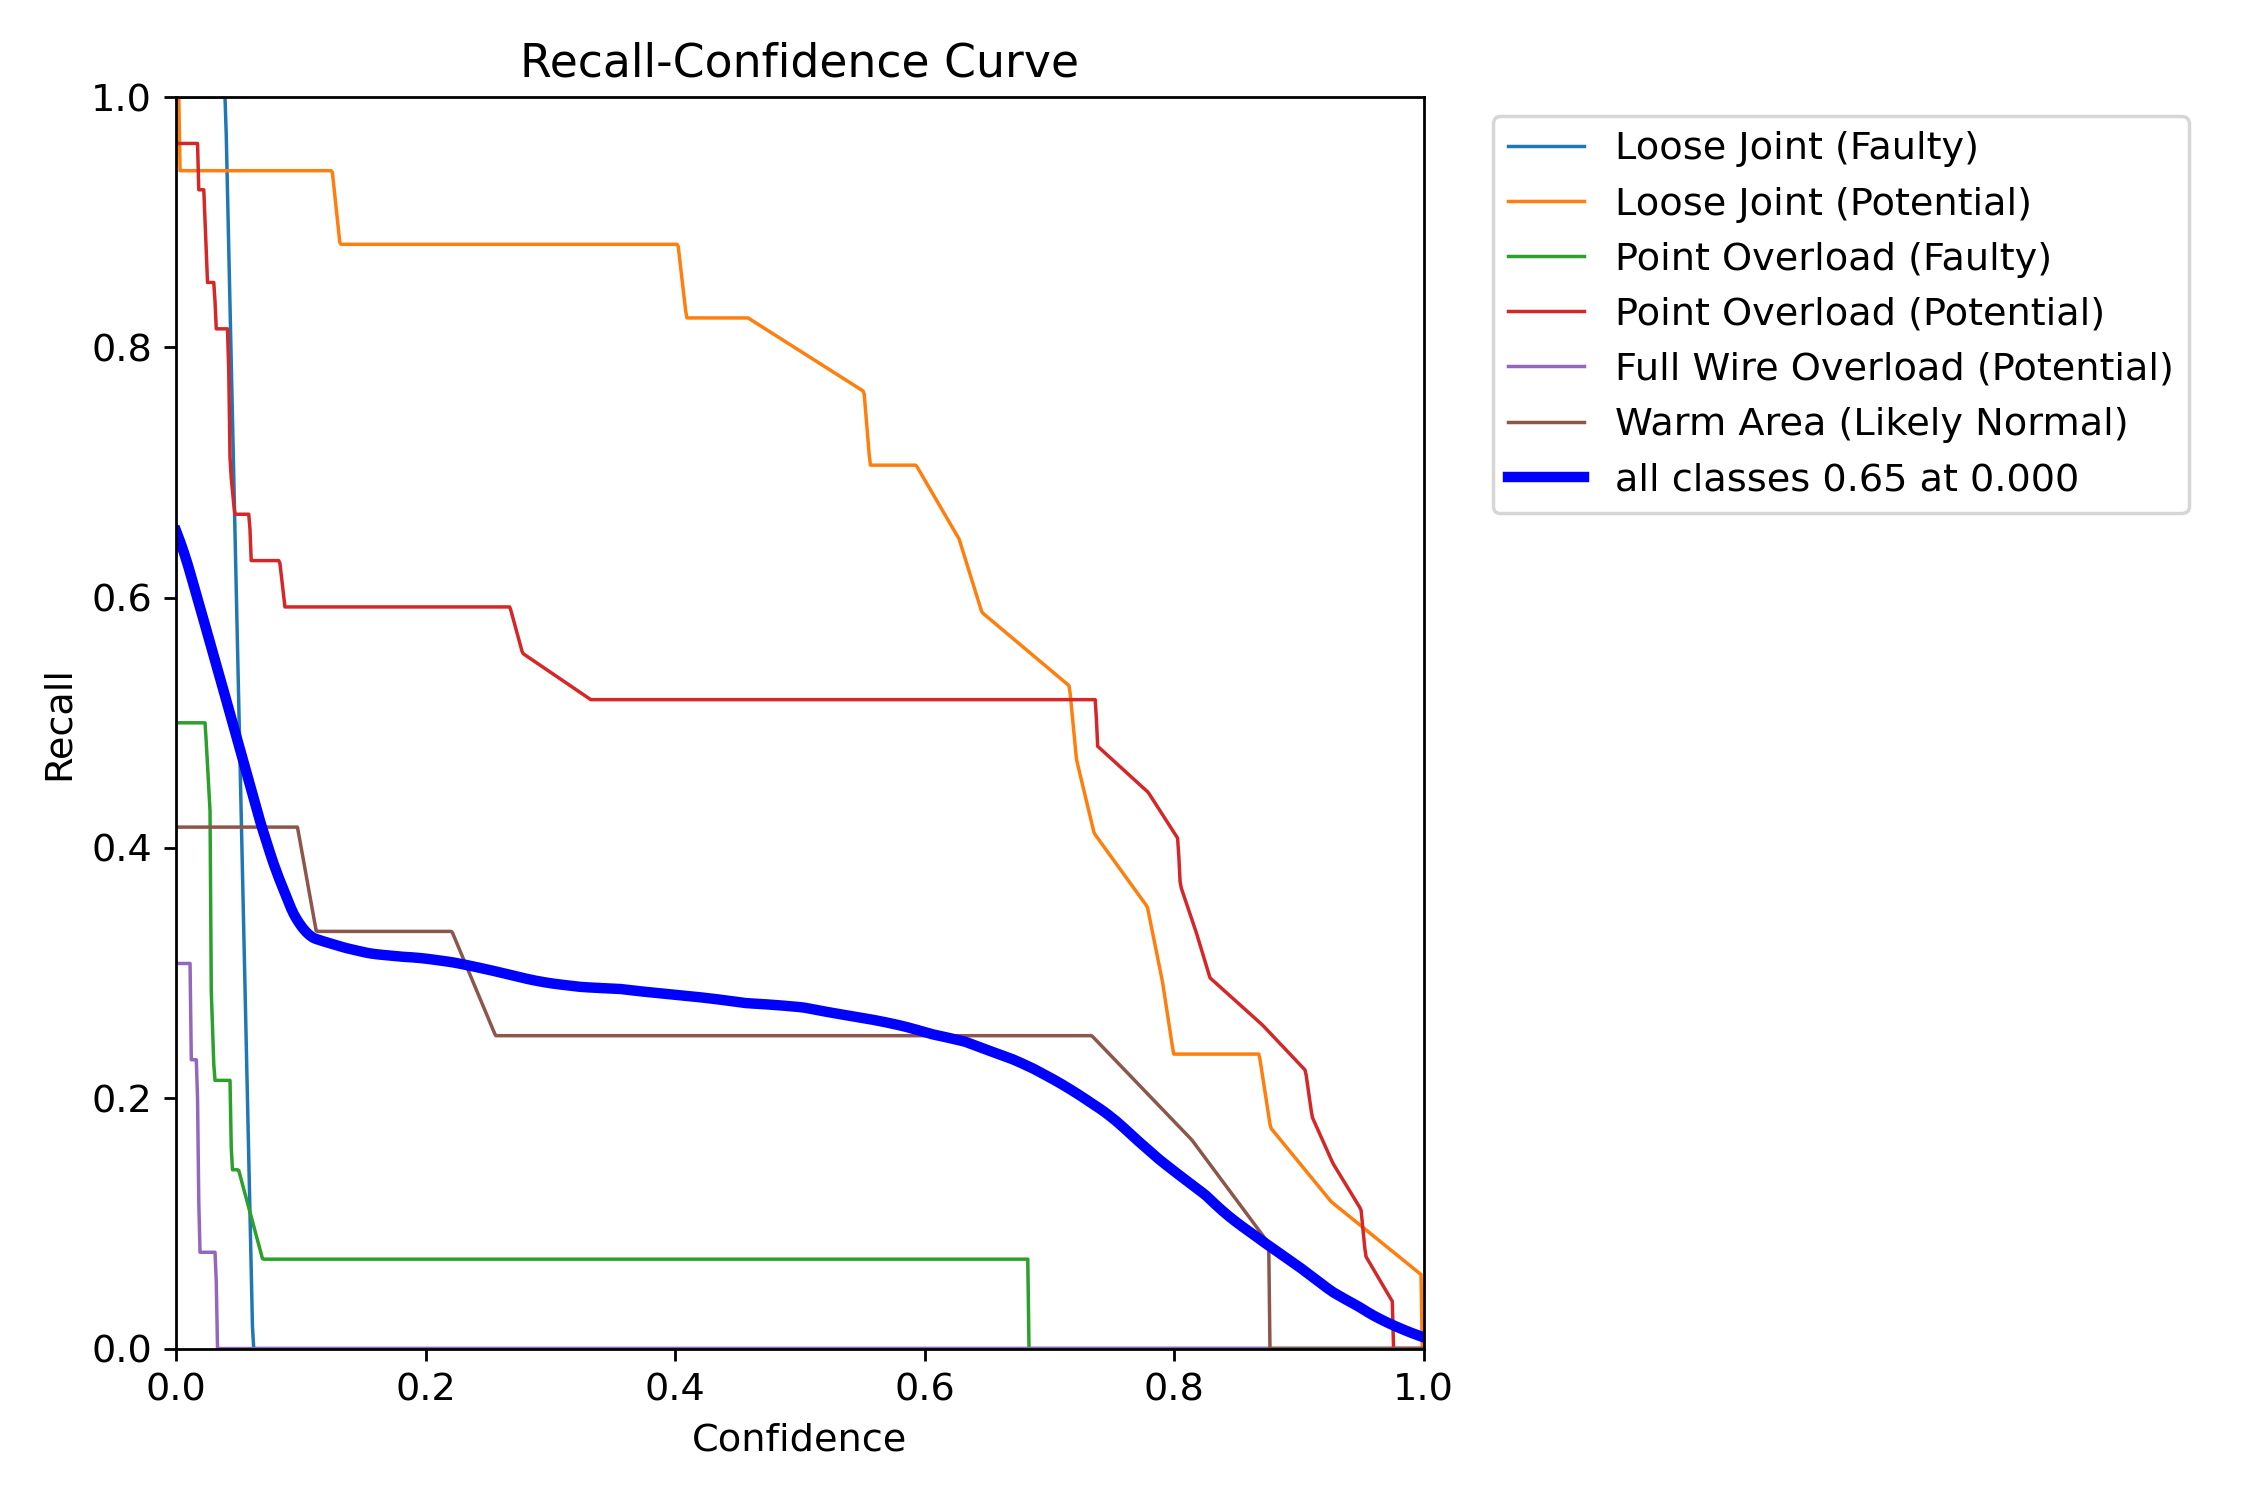 Recall-Confidence Curve
1.0
0.8
0.6
0.4
0.2
0.0
Recall
0.0 0.2 0.4 0.6 0.8 1.0
Confidence
Loose Joint (Faulty)
Loose Joint (Potential)
Point Overload (Faulty)
Point Overload (Potential)
Full Wire Overload (Potential)
Warm Area (Likely Normal)
all classes 0.65 at 0.000